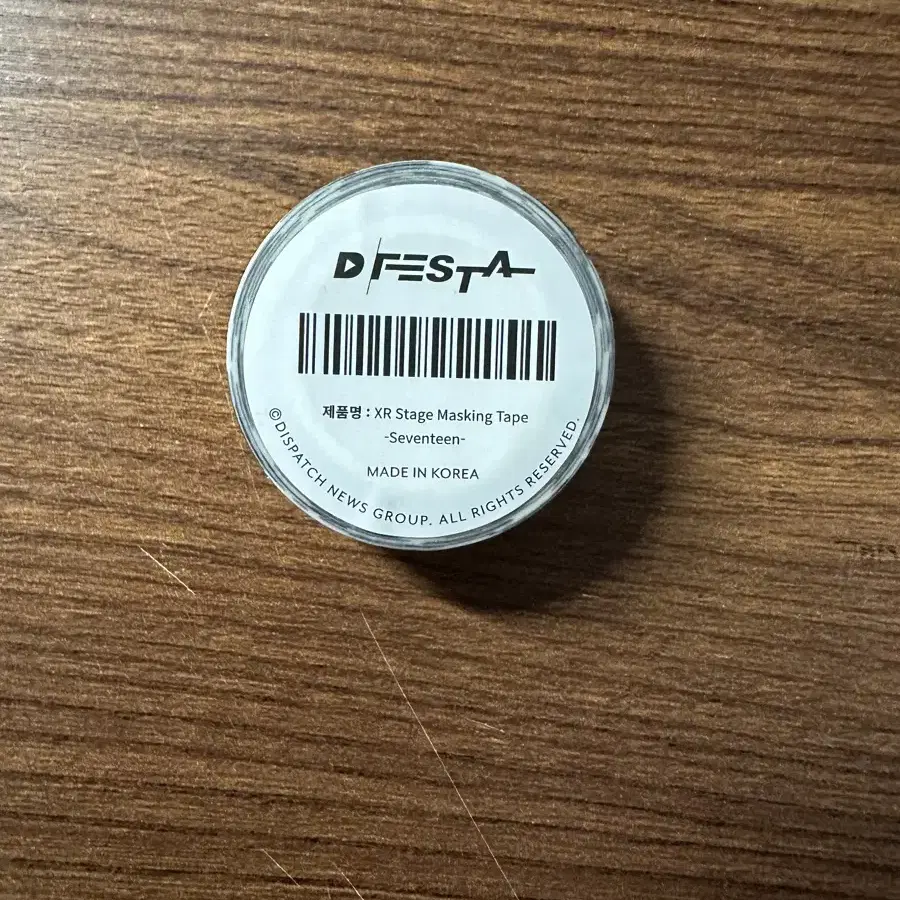 D/FESTA
제품명 : XR Stage Masking Tape
-Seventeen-
MADE IN KOREA
©DISPATCH NEWS GROUP. ALL RIGHTS RESERVED.